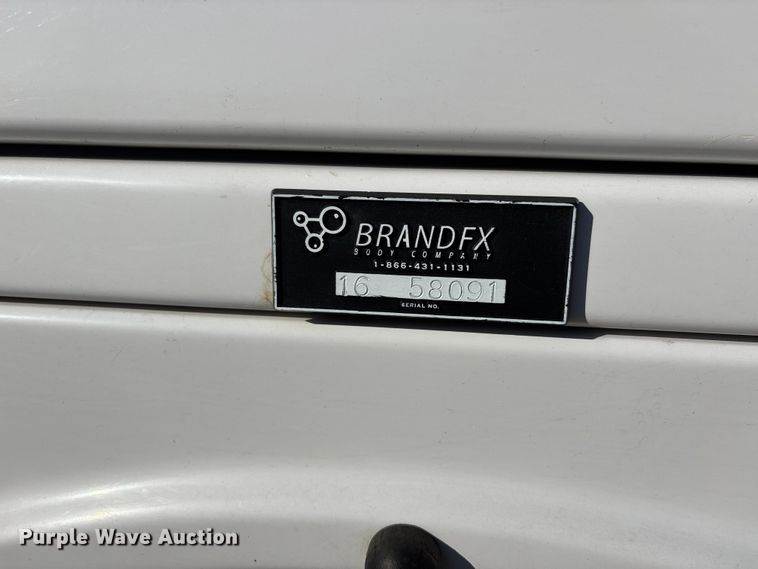 BRANDFX
BODY COMPANY
1-866-431-1131
16 58091
SERIAL NO.
Purple Wave Auction